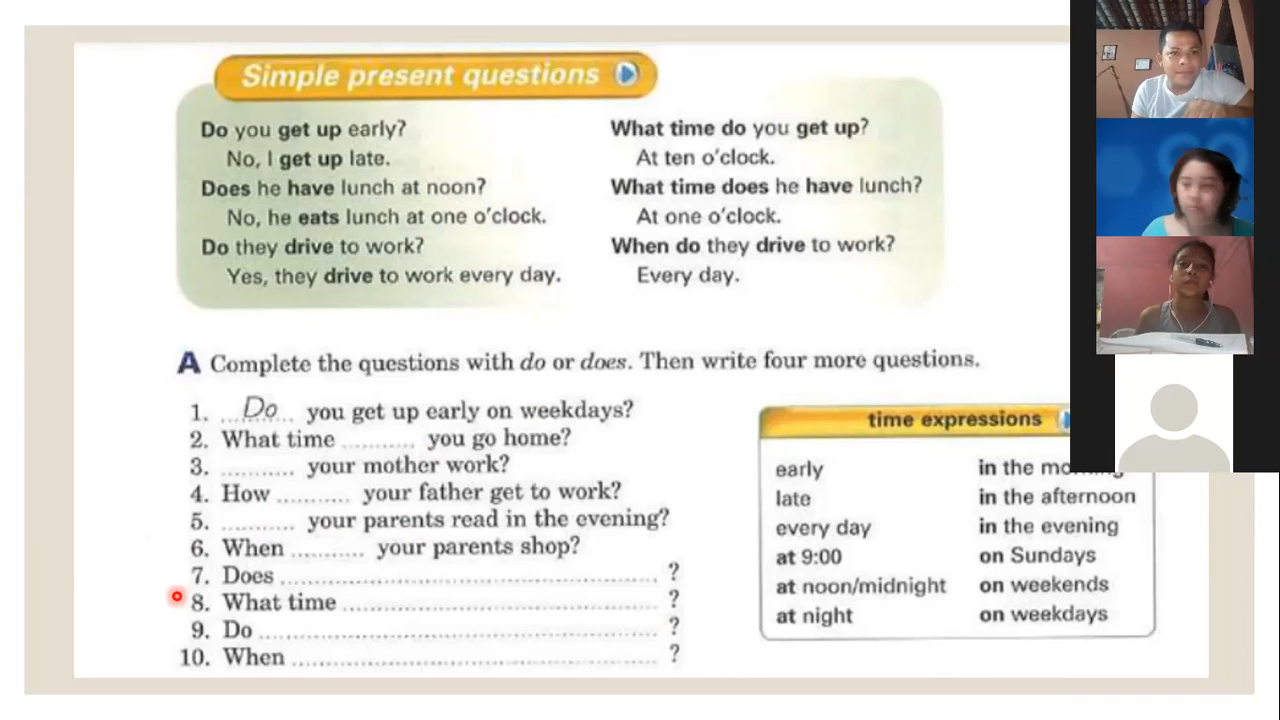 Simple present questions
Do you get up early?
No, I get up late.
Does he have lunch at noon?
No, he eats lunch at one o'clock.
Do they drive to work?
Yes, they drive to work every day.
What time do you get up?
At ten o'clock.
What time does he have lunch?
At one o'clock.
When do they drive to work?
Every day.
A Complete the questions with do or does. Then write four more questions.
1. ....Do.... you get up early on weekdays?
2. What time .......... you go home?
3. .......... your mother work?
4. How .......... your father get to work?
5. .......... your parents read in the evening?
6. When .......... your parents shop?
7. Does .......... ?
8. What time .......... ?
9. Do .......... ?
10. When .......... ?
time expressions
early
late
every day
at 9:00
at noon/midnight
at night
in the
in the afternoon
in the evening
on Sundays
on weekends
on weekdays